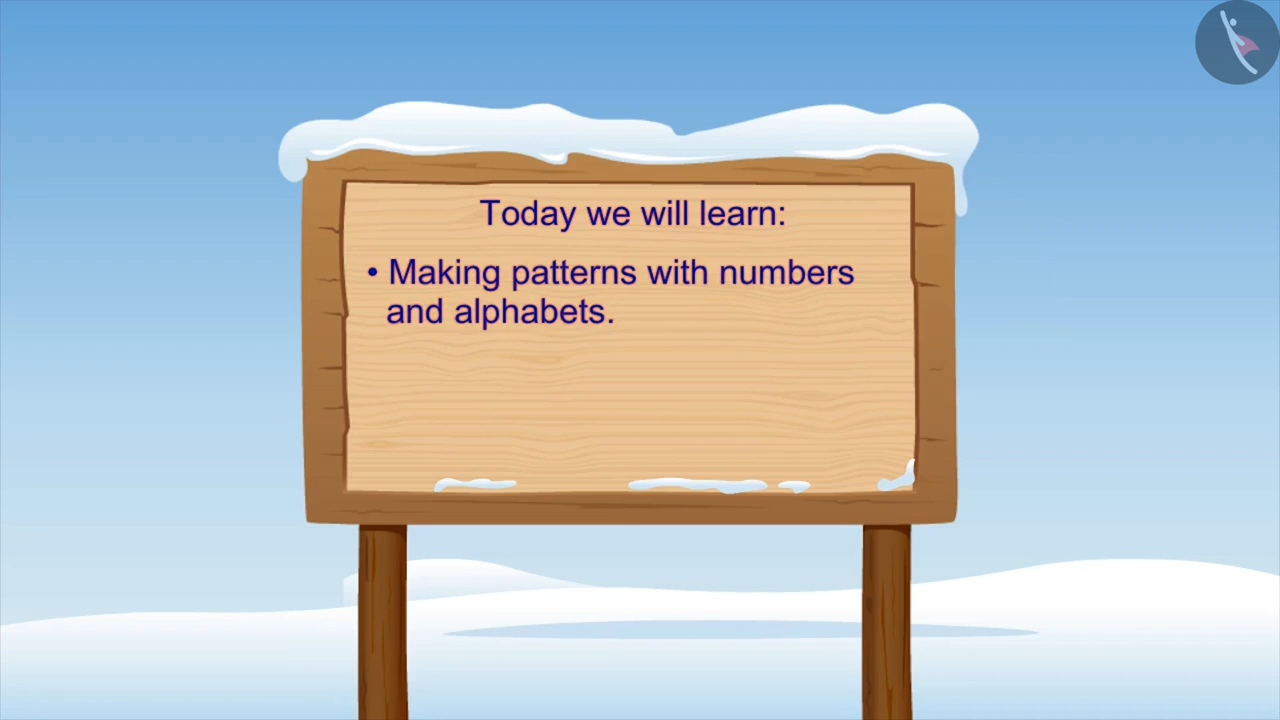 Today we will learn:
• Making patterns with numbers
and alphabets.